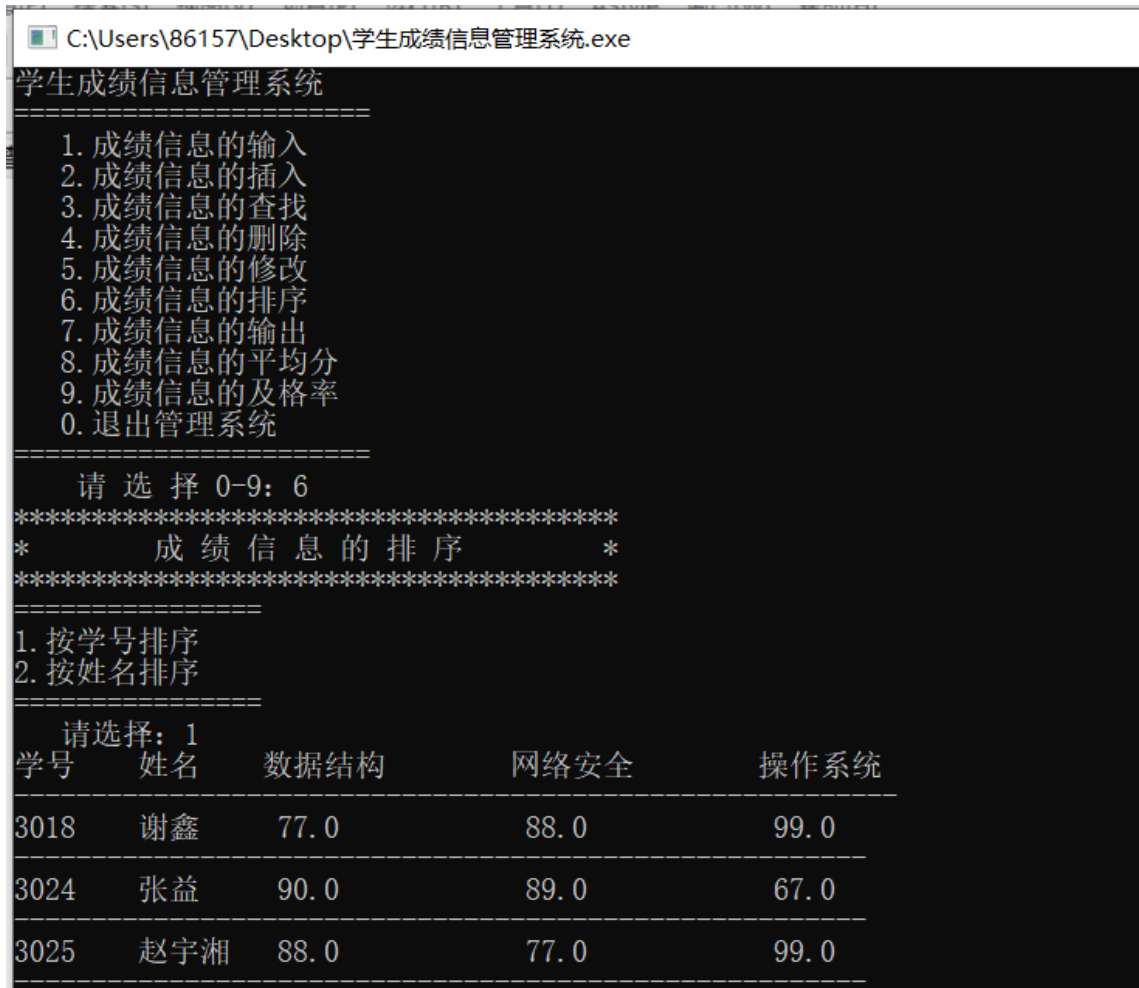 C:\Users\86157\Desktop\学生成绩信息管理系统.exe
学生成绩信息管理系统
=======================
1.成绩信息的输入
2.成绩信息的插入
3.成绩信息的查找
4.成绩信息的删除
5.成绩信息的修改
6.成绩信息的排序
7.成绩信息的输出
8.成绩信息的平均分
9.成绩信息的及格率
0.退出管理系统
=======================
请 选 择 0-9: 6
***************************************
* 成 绩 信 息 的 排 序 *
***************************************
================
1.按学号排序
2.按姓名排序
================
请选择: 1
学号 姓名 数据结构 网络安全 操作系统
---------------------------------------------------------
3018 谢鑫 77.0 88.0 99.0
-------------------------------------------------------
3024 张益 90.0 89.0 67.0
-------------------------------------------------------
3025 赵宇湘 88.0 77.0 99.0
-------------------------------------------------------